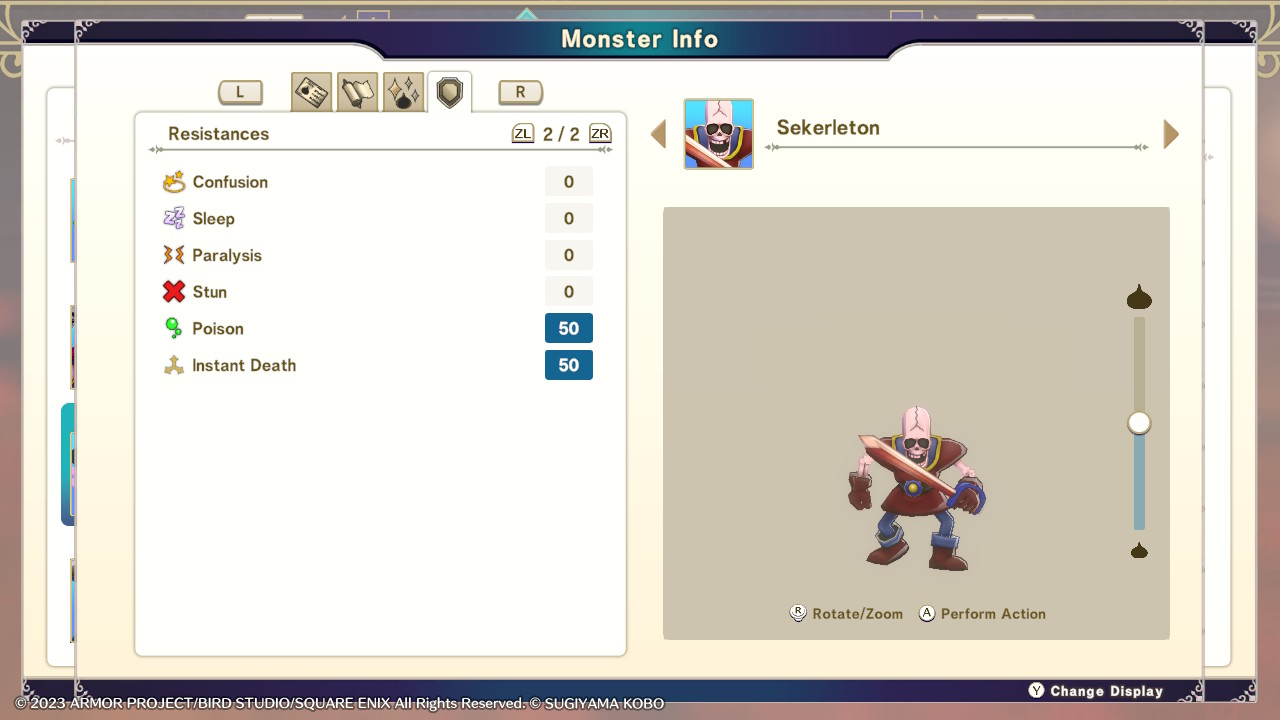 Monster Info
L
R
Resistances
ZL 2 / 2 ZR
Sekerleton
Confusion 0
Sleep 0
Paralysis 0
Stun 0
Poison 50
Instant Death 50
R Rotate/Zoom A Perform Action
Y Change Display
© 2023 ARMOR PROJECT/BIRD STUDIO/SQUARE ENIX All Rights Reserved. © SUGIYAMA KOBO